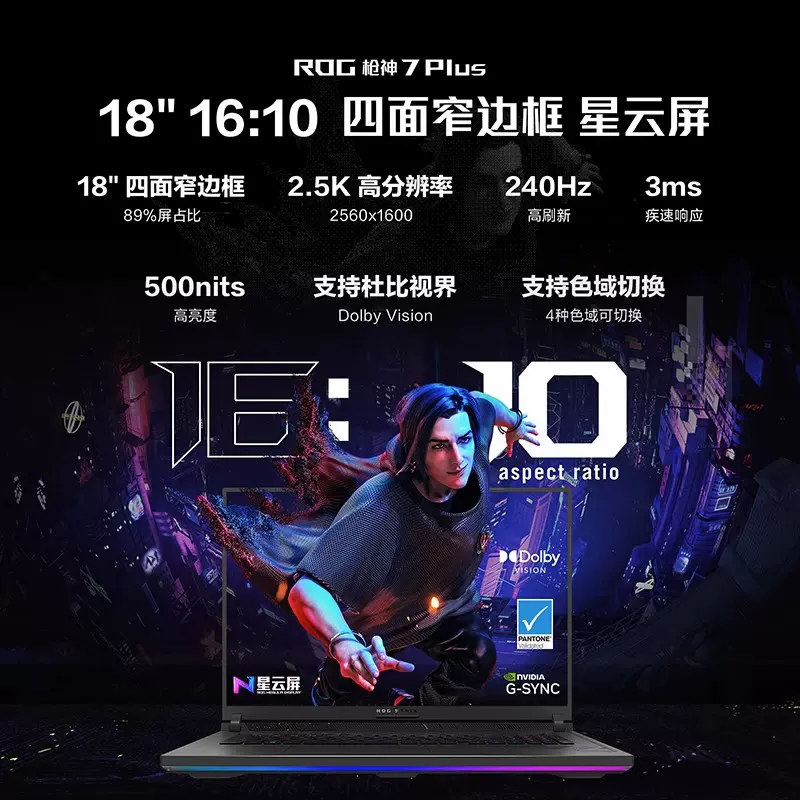 ROG 枪神 7 Plus
18" 16:10 四面窄边框 星云屏
18" 四面窄边框 2.5K 高分辨率 240Hz 3ms
89%屏占比 2560x1600 高刷新 疾速响应
500nits 支持杜比视界 支持色域切换
高亮度 Dolby Vision 4种色域可切换
16:10
aspect ratio
Dolby
VISION
PANTONE
Validated
NVIDIA
G-SYNC
N星云屏
ROG NEBULA DISPLAY